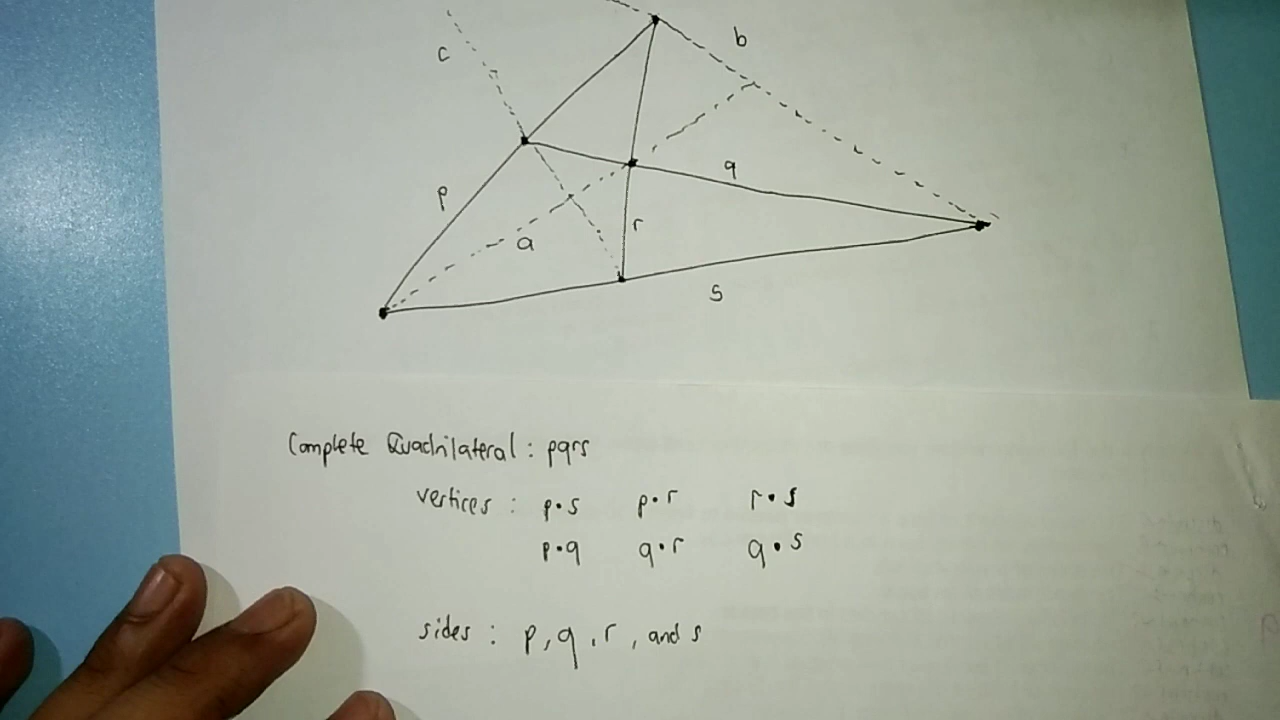 c
b
p
q
a
r
s
Complete Quadrilateral : pqrs
vertices : p·s p·r r·s
p·q q·r q·s
sides : p, q, r, and s